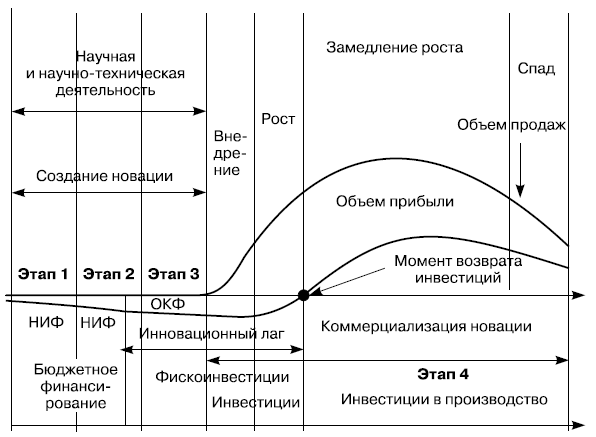 Научная
и научно-техническая
деятельность
Замедление роста
Спад
Рост
Объем продаж
Вне-
дре-
ние
Создание новации
Объем прибыли
Этап 1
Этап 2
Этап 3
Момент возврата
инвестиций
ОКФ
НИФ
НИФ
Инновационный лаг
Коммерциализация новации
Бюджетное
финанси-
рование
Фискоинвестиции
Этап 4
Инвестиции
Инвестиции в производство